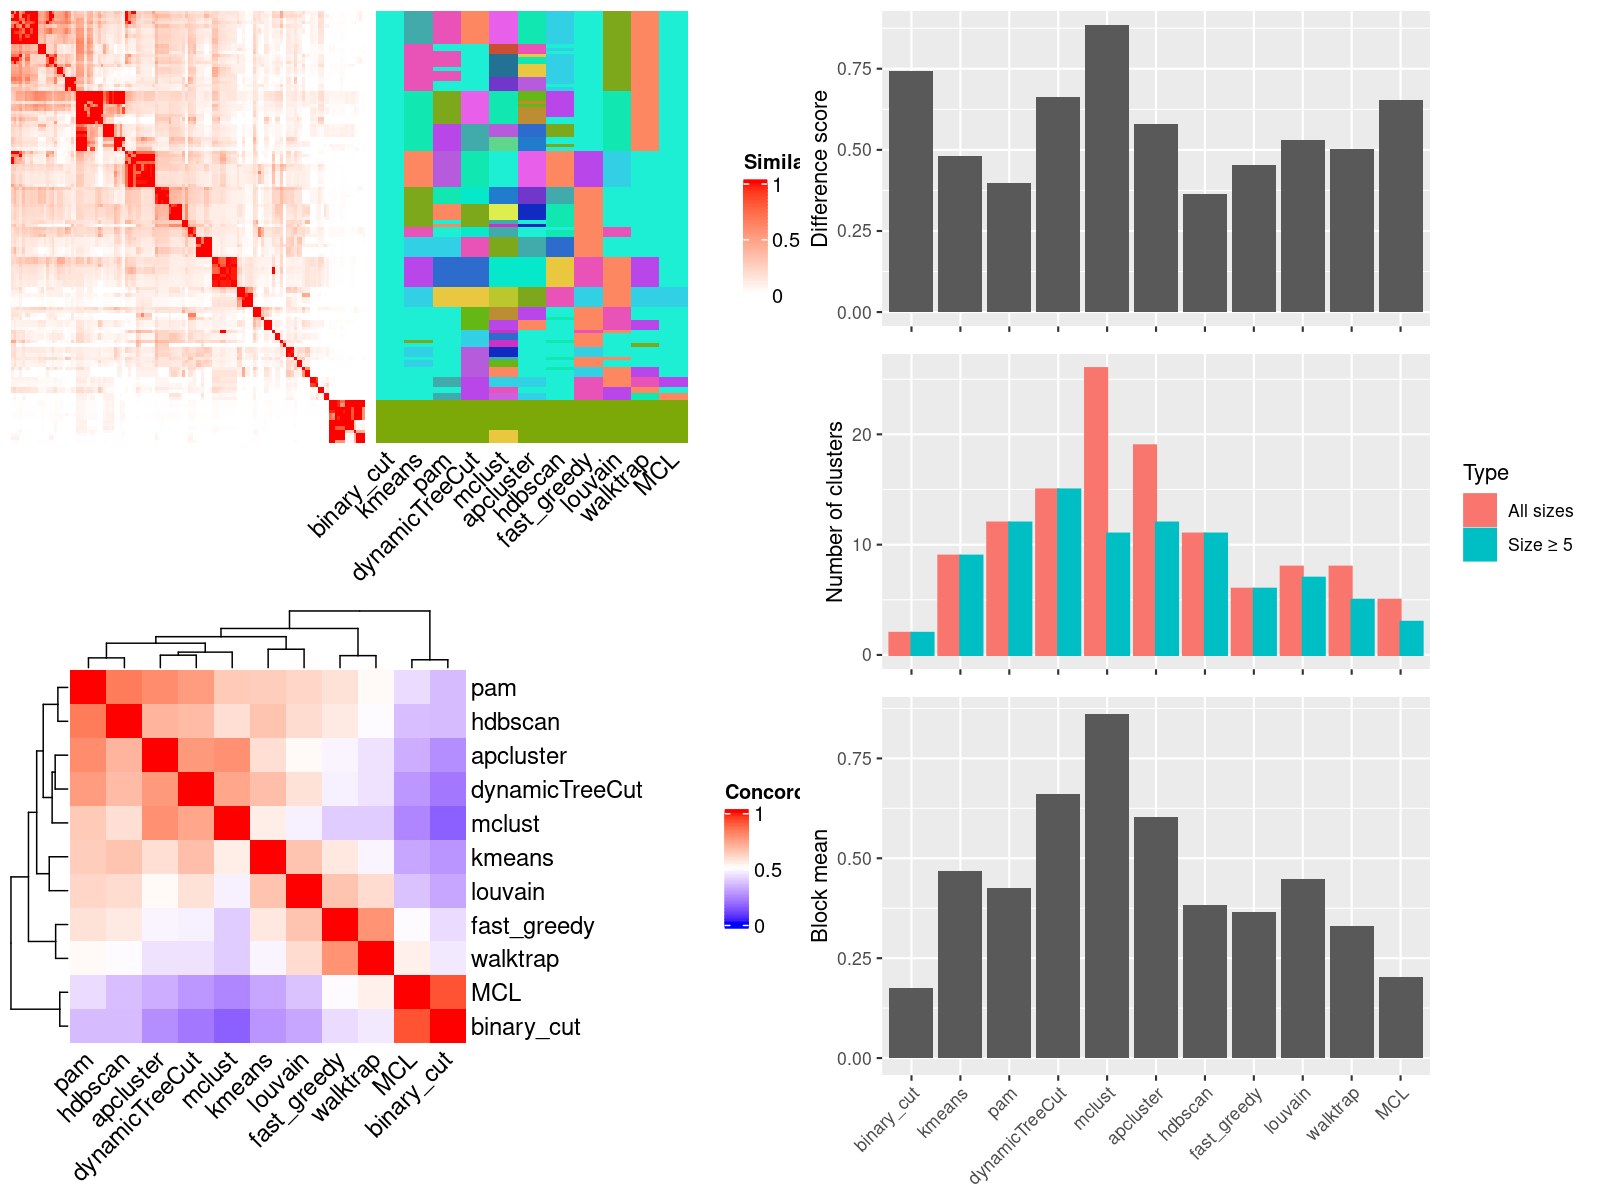 Simila
1
0.5
0
binary_cut
kmeans
pam
dynamicTreeCut
mclust
apcluster
hdbscan
fast_greedy
louvain
walktrap
MCL
pam
hdbscan
apcluster
dynamicTreeCut
mclust
kmeans
louvain
fast_greedy
walktrap
MCL
binary_cut
pam
hdbscan
apcluster
dynamicTreeCut
mclust
kmeans
louvain
fast_greedy
walktrap
MCL
binary_cut
Concord
1
0.5
0
Difference score
0.75
0.50
0.25
0.00
Number of clusters
20
10
0
Type
All sizes
Size ≥ 5
Block mean
0.75
0.50
0.25
0.00
binary_cut
kmeans
pam
dynamicTreeCut
mclust
apcluster
hdbscan
fast_greedy
louvain
walktrap
MCL